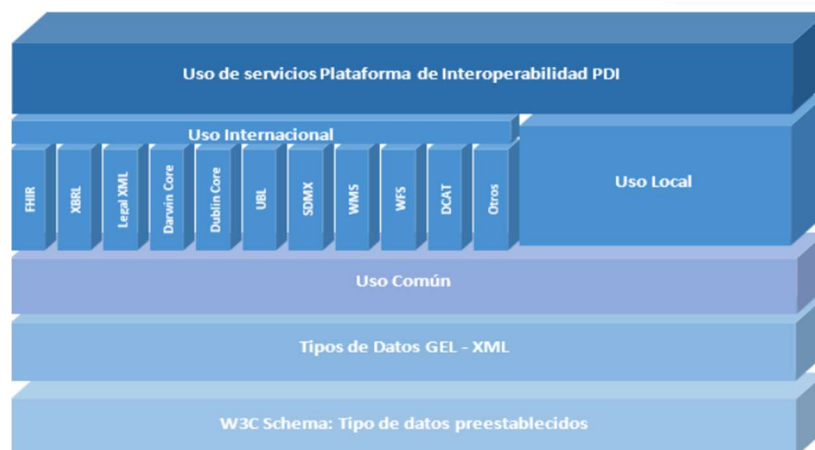 Uso de servicios Plataforma de Interoperabilidad PDI
Uso Internacional
Uso Local
FHIR
XBRL
Legal XML
Darwin Core
Dublin Core
UBL
SDMX
WMS
WFS
DCAT
Otros
Uso Común
Tipos de Datos GEL - XML
W3C Schema: Tipo de datos preestablecidos